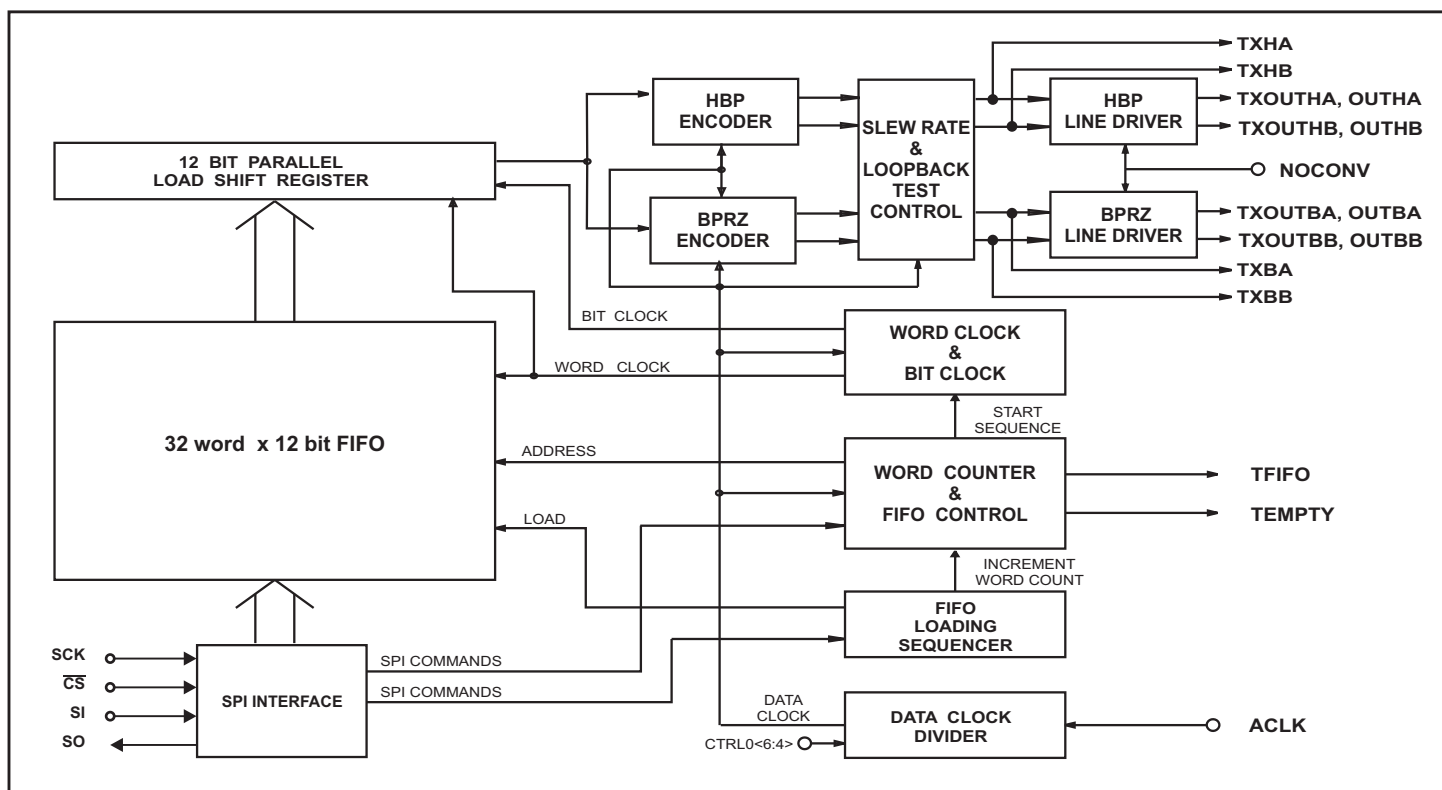 TXHA
TXHB
HBP
ENCODER
SLEW RATE
&
LOOPBACK
TEST
CONTROL
HBP
LINE DRIVER
TXOUTHA, OUTHA
TXOUTHB, OUTHB
12 BIT PARALLEL
LOAD SHIFT REGISTER
NOCONV
BPRZ
ENCODER
BPRZ
LINE DRIVER
TXOUTBA, OUTBA
TXOUTBB, OUTBB
TXBA
TXBB
BIT CLOCK
WORD CLOCK
&
BIT CLOCK
WORD CLOCK
START
SEQUENCE
32 word x 12 bit FIFO
ADDRESS
WORD COUNTER
&
FIFO CONTROL
TFIFO
TEMPTY
LOAD
INCREMENT
WORD COUNT
FIFO
LOADING
SEQUENCER
SCK
CS
SI
SO
SPI INTERFACE
SPI COMMANDS
SPI COMMANDS
DATA
CLOCK
DATA CLOCK
DIVIDER
ACLK
CTRL0<6:4>